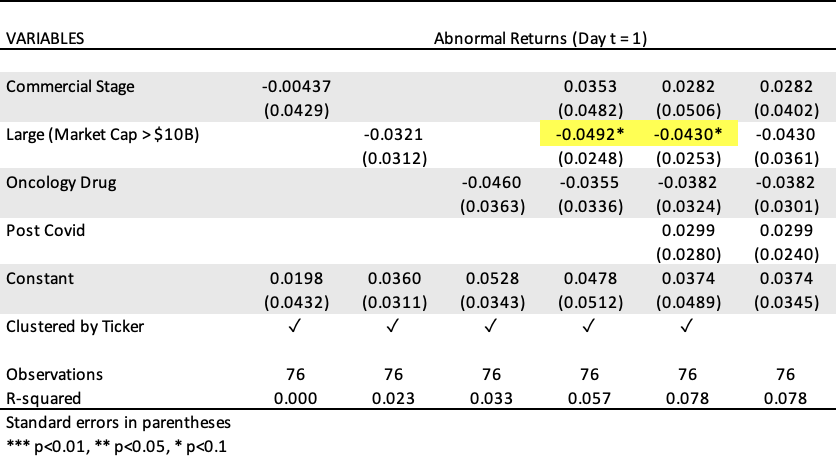 VARIABLES Abnormal Returns (Day t = 1)
Commercial Stage -0.00437 0.0353 0.0282 0.0282
(0.0429) (0.0482) (0.0506) (0.0402)
Large (Market Cap > $10B) -0.0321 -0.0492* -0.0430* -0.0430
(0.0312) (0.0248) (0.0253) (0.0361)
Oncology Drug -0.0460 -0.0355 -0.0382 -0.0382
(0.0363) (0.0336) (0.0324) (0.0301)
Post Covid 0.0299 0.0299
(0.0280) (0.0240)
Constant 0.0198 0.0360 0.0528 0.0478 0.0374 0.0374
(0.0432) (0.0311) (0.0343) (0.0512) (0.0489) (0.0345)
Clustered by Ticker ✓ ✓ ✓ ✓ ✓
Observations 76 76 76 76 76 76
R-squared 0.000 0.023 0.033 0.057 0.078 0.078
Standard errors in parentheses
*** p<0.01, ** p<0.05, * p<0.1